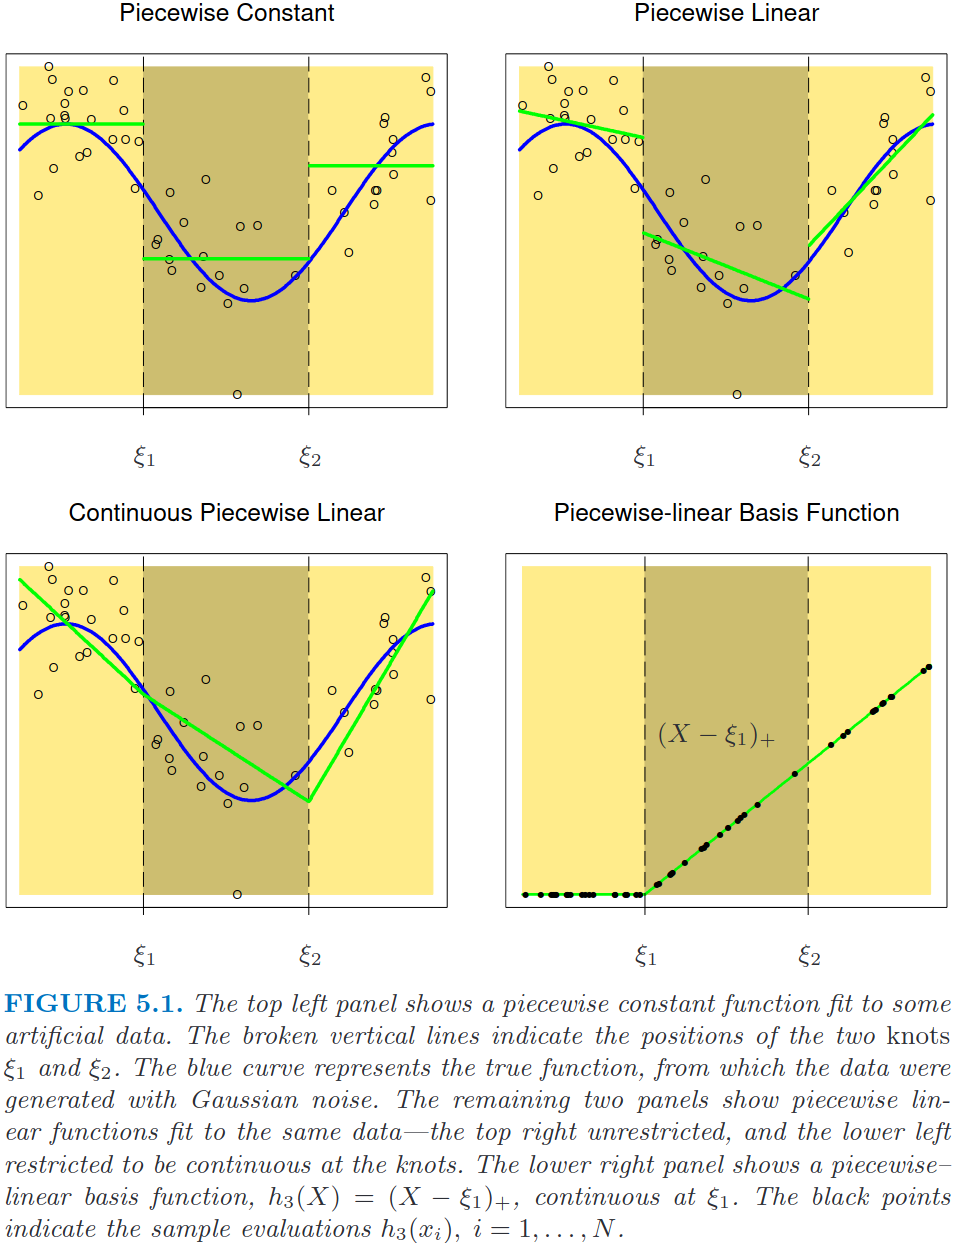 Piecewise Constant
Piecewise Linear
ξ1
ξ2
ξ1
ξ2
Continuous Piecewise Linear
Piecewise-linear Basis Function
(X − ξ1)+
ξ1
ξ2
ξ1
ξ2
FIGURE 5.1. The top left panel shows a piecewise constant function fit to some
artificial data. The broken vertical lines indicate the positions of the two knots
ξ1 and ξ2. The blue curve represents the true function, from which the data were
generated with Gaussian noise. The remaining two panels show piecewise lin-
ear functions fit to the same data—the top right unrestricted, and the lower left
restricted to be continuous at the knots. The lower right panel shows a piecewise–
linear basis function, h3(X) = (X − ξ1)+, continuous at ξ1. The black points
indicate the sample evaluations h3(xi), i = 1, . . . , N.